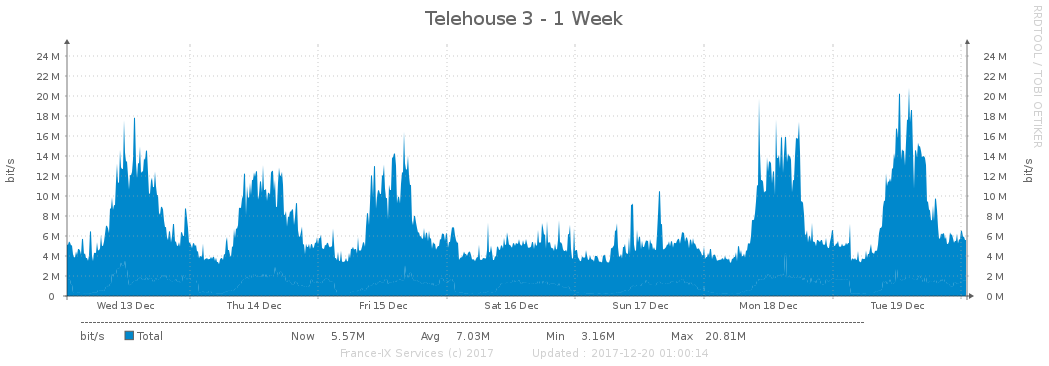 Telehouse 3 - 1 Week
RRDTOOL / TOBI OETIKER
bit/s
24 M 24 M
22 M 22 M
20 M 20 M
18 M 18 M
16 M 16 M
14 M 14 M
12 M 12 M
10 M 10 M
8 M 8 M
6 M 6 M
4 M 4 M
2 M 2 M
0 0 M
bit/s
Wed 13 Dec Thu 14 Dec Fri 15 Dec Sat 16 Dec Sun 17 Dec Mon 18 Dec Tue 19 Dec
bit/s Total Now 5.57M Avg 7.03M Min 3.16M Max 20.81M
France-IX Services (c) 2017 Updated : 2017-12-20 01:00:14